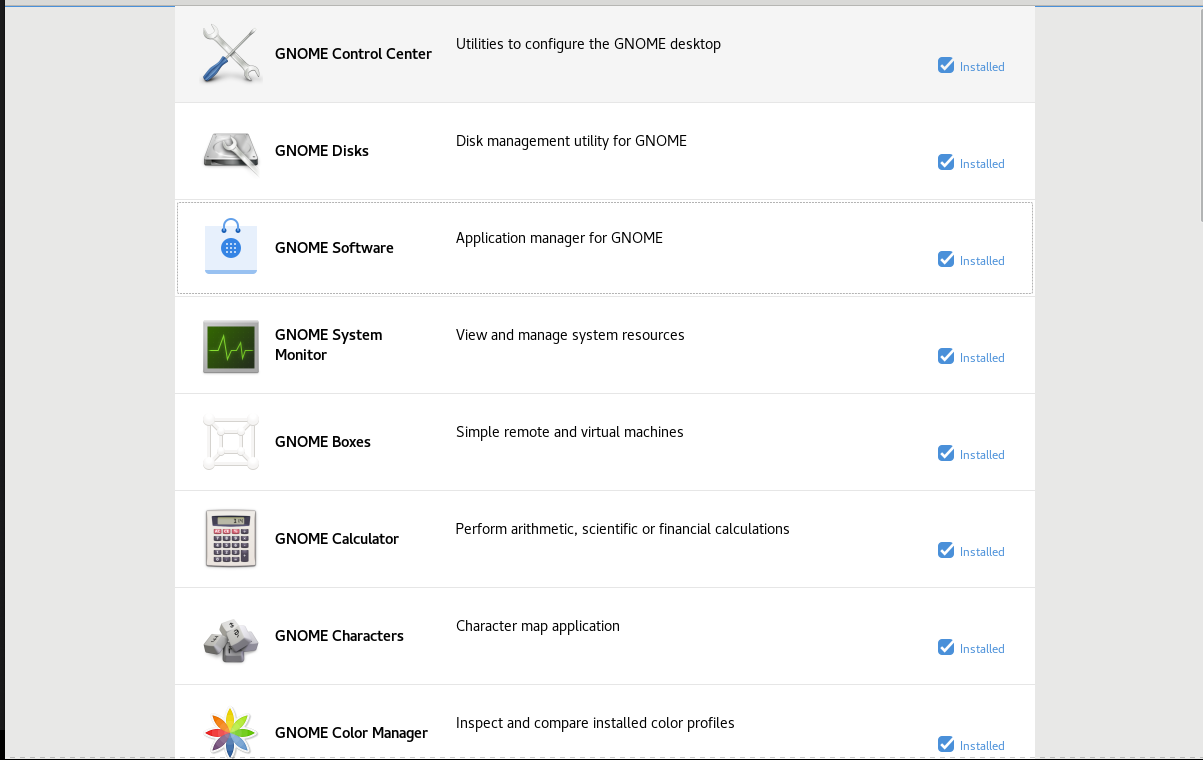 GNOME Control Center
Utilities to configure the GNOME desktop
Installed
GNOME Disks
Disk management utility for GNOME
Installed
GNOME Software
Application manager for GNOME
Installed
GNOME System
Monitor
View and manage system resources
Installed
GNOME Boxes
Simple remote and virtual machines
Installed
GNOME Calculator
Perform arithmetic, scientific or financial calculations
Installed
GNOME Characters
Character map application
Installed
GNOME Color Manager
Inspect and compare installed color profiles
Installed